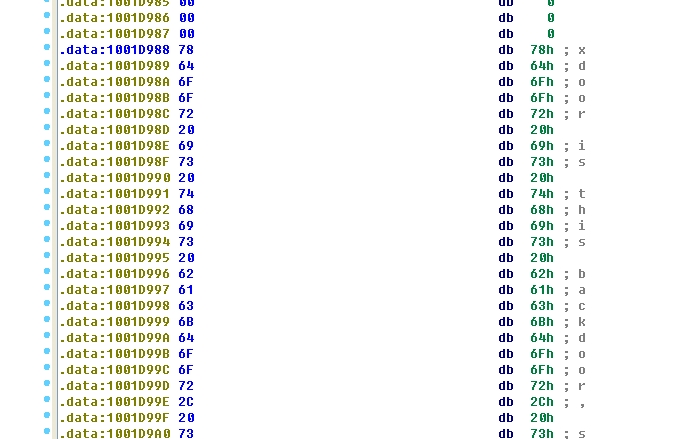 .data:1001D985 00 db 0
.data:1001D986 00 db 0
.data:1001D987 00 db 0
.data:1001D988 78 db 78h ; x
.data:1001D989 64 db 64h ; d
.data:1001D98A 6F db 6Fh ; o
.data:1001D98B 6F db 6Fh ; o
.data:1001D98C 72 db 72h ; r
.data:1001D98D 20 db 20h
.data:1001D98E 69 db 69h ; i
.data:1001D98F 73 db 73h ; s
.data:1001D990 20 db 20h
.data:1001D991 74 db 74h ; t
.data:1001D992 68 db 68h ; h
.data:1001D993 69 db 69h ; i
.data:1001D994 73 db 73h ; s
.data:1001D995 20 db 20h
.data:1001D996 62 db 62h ; b
.data:1001D997 61 db 61h ; a
.data:1001D998 63 db 63h ; c
.data:1001D999 6B db 6Bh ; k
.data:1001D99A 64 db 64h ; d
.data:1001D99B 6F db 6Fh ; o
.data:1001D99C 6F db 6Fh ; o
.data:1001D99D 72 db 72h ; r
.data:1001D99E 2C db 2Ch ; ,
.data:1001D99F 20 db 20h
.data:1001D9A0 73 db 73h ; s